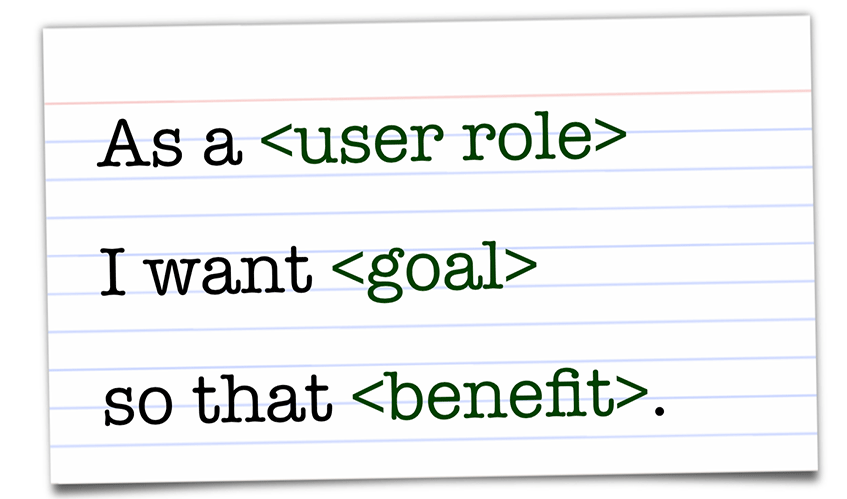 As a <user role>
I want <goal>
so that <benefit>.